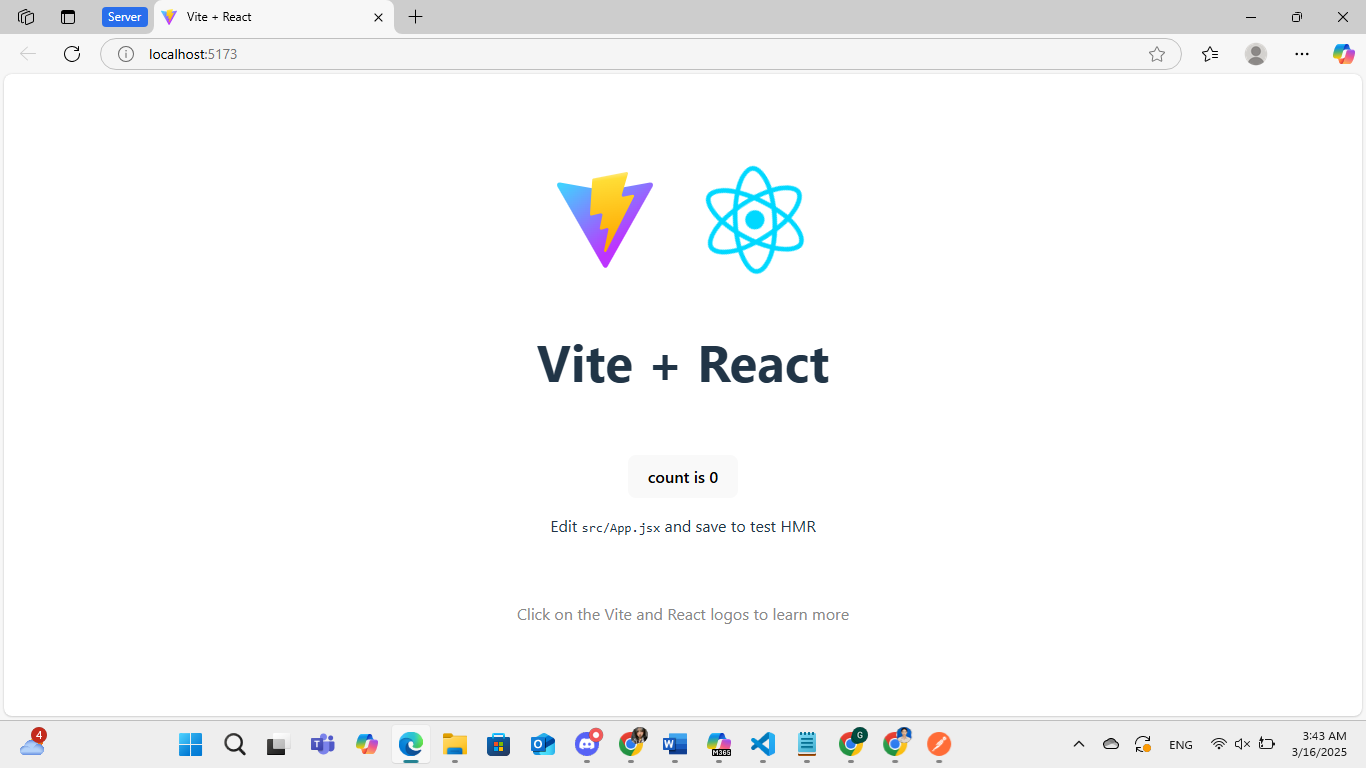 Server
Vite + React
localhost:5173
Vite + React
count is 0
Edit src/App.jsx and save to test HMR
Click on the Vite and React logos to learn more
4
M365
G
ENG
3:43 AM
3/16/2025